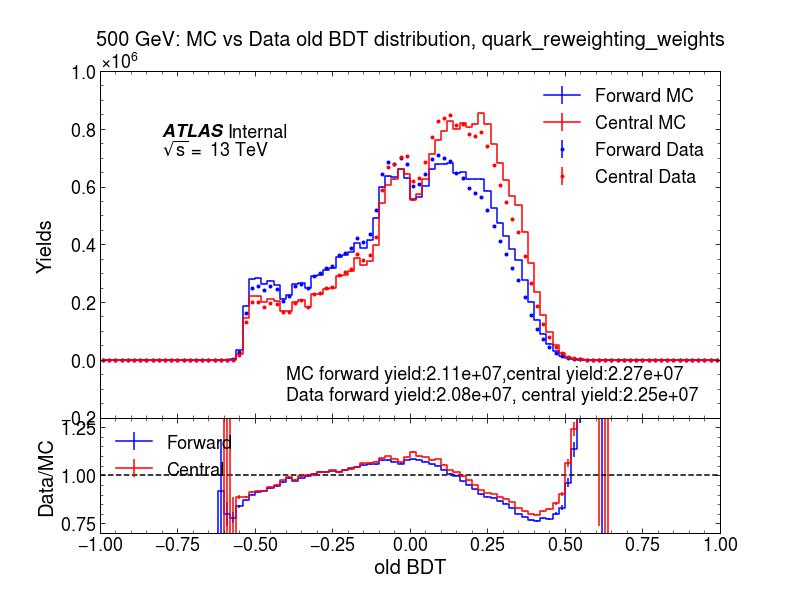 500 GeV: MC vs Data old BDT distribution, quark_reweighting_weights
×10⁶
1.0
0.8
0.6
0.4
0.2
0.0
0.2
Yields
ATLAS Internal
√s = 13 TeV
Forward MC
Central MC
Forward Data
Central Data
MC forward yield:2.11e+07,central yield:2.27e+07
Data forward yield:2.08e+07, central yield:2.25e+07
1.25
1.00
0.75
Data/MC
Forward
Central
−1.00 −0.75 −0.50 −0.25 0.00 0.25 0.50 0.75 1.00
old BDT